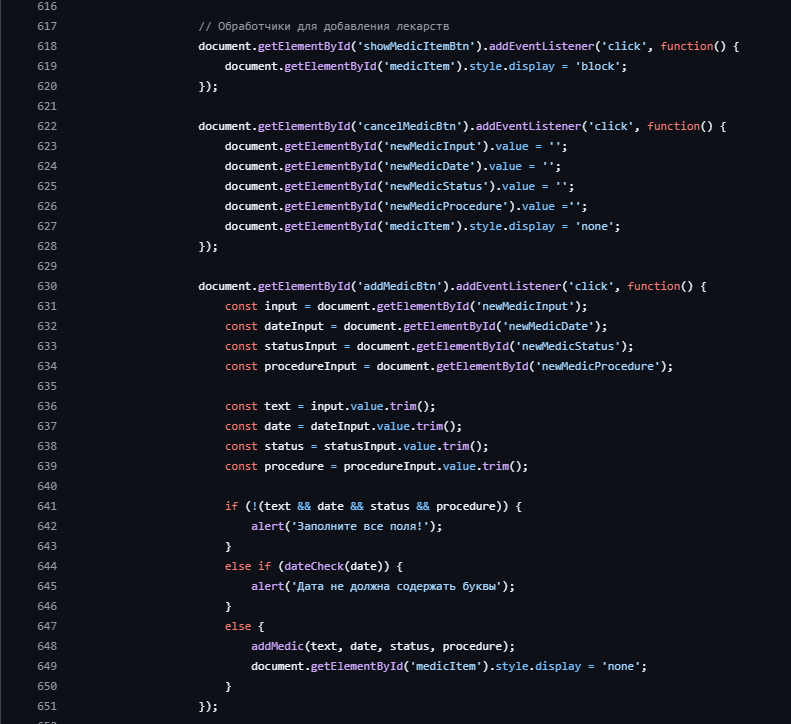 616
617 // Обработчики для добавления лекарств
618 document.getElementById('showMedicItemBtn').addEventListener('click', function() {
619 document.getElementById('medicItem').style.display = 'block';
620 });
621
622 document.getElementById('cancelMedicBtn').addEventListener('click', function() {
623 document.getElementById('newMedicInput').value = '';
624 document.getElementById('newMedicDate').value = '';
625 document.getElementById('newMedicStatus').value = '';
626 document.getElementById('newMedicProcedure').value ='';
627 document.getElementById('medicItem').style.display = 'none';
628 });
629
630 document.getElementById('addMedicBtn').addEventListener('click', function() {
631 const input = document.getElementById('newMedicInput');
632 const dateInput = document.getElementById('newMedicDate');
633 const statusInput = document.getElementById('newMedicStatus');
634 const procedureInput = document.getElementById('newMedicProcedure');
635
636 const text = input.value.trim();
637 const date = dateInput.value.trim();
638 const status = statusInput.value.trim();
639 const procedure = procedureInput.value.trim();
640
641 if (!(text && date && status && procedure)) {
642 alert('Заполните все поля!');
643 }
644 else if (dateCheck(date)) {
645 alert('Дата не должна содержать буквы');
646 }
647 else {
648 addMedic(text, date, status, procedure);
649 document.getElementById('medicItem').style.display = 'none';
650 }
651 });